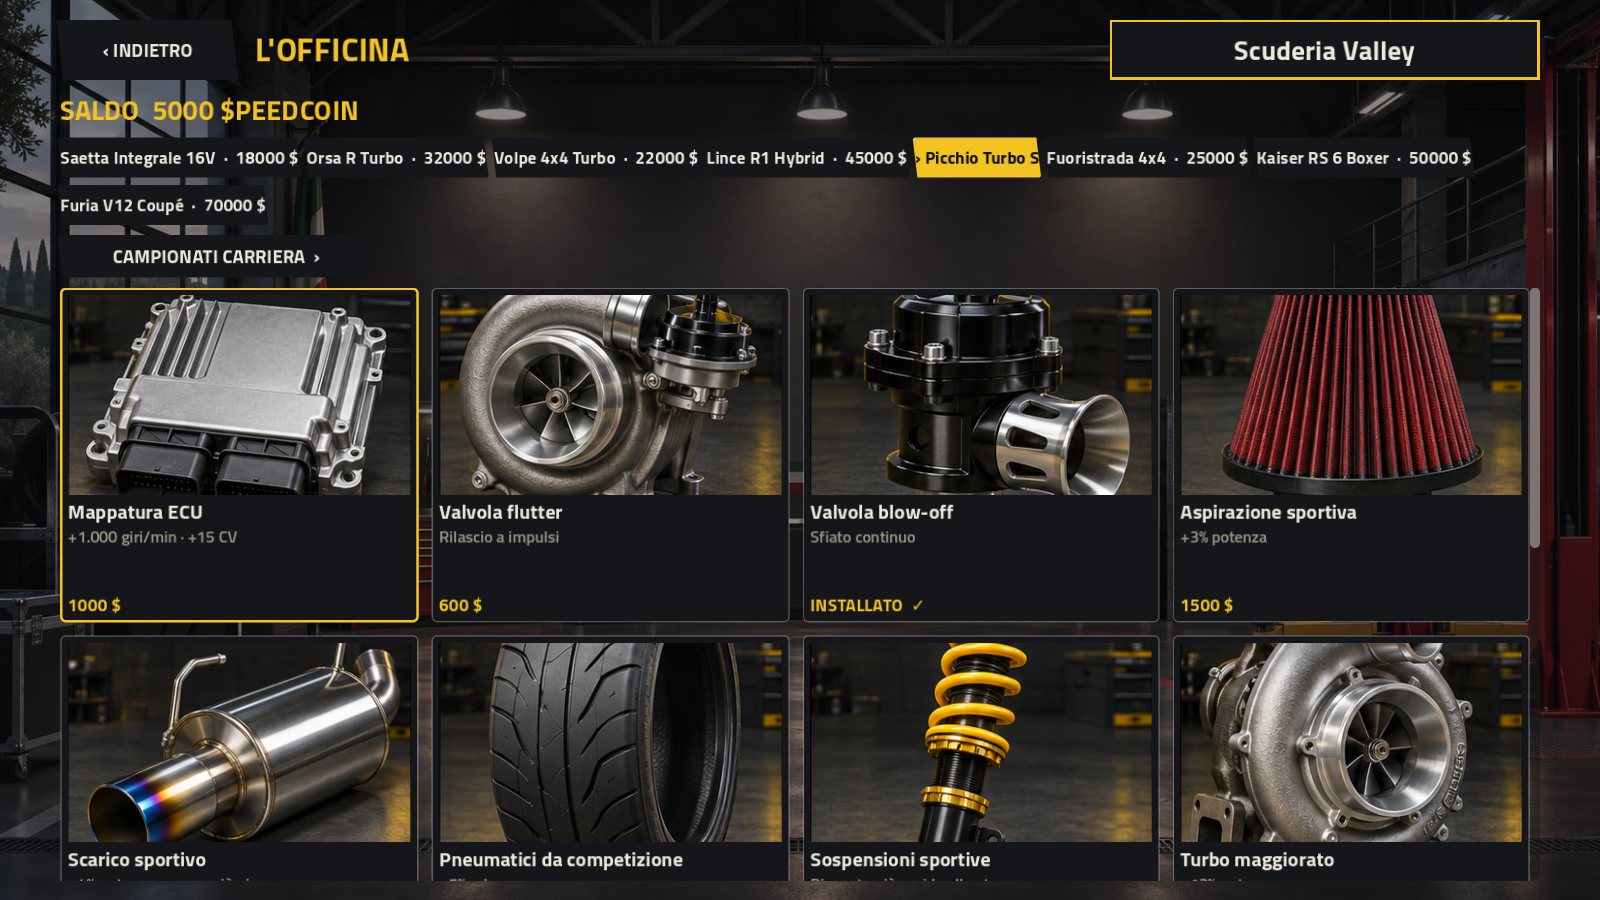 ‹ INDIETRO
L'OFFICINA
Scuderia Valley
SALDO 5000 $PEEDCOIN
Saetta Integrale 16V · 18000 $
Orsa R Turbo · 32000 $
Volpe 4x4 Turbo · 22000 $
Lince R1 Hybrid · 45000 $
› Picchio Turbo S
Fuoristrada 4x4 · 25000 $
Kaiser RS 6 Boxer · 50000 $
Furia V12 Coupé · 70000 $
CAMPIONATI CARRIERA ›
Mappatura ECU
+1.000 giri/min · +15 CV
1000 $
Valvola flutter
Rilascio a impulsi
600 $
Valvola blow-off
Sfiato continuo
INSTALLATO ✓
Aspirazione sportiva
+3% potenza
1500 $
Scarico sportivo
Pneumatici da competizione
Sospensioni sportive
Turbo maggiorato